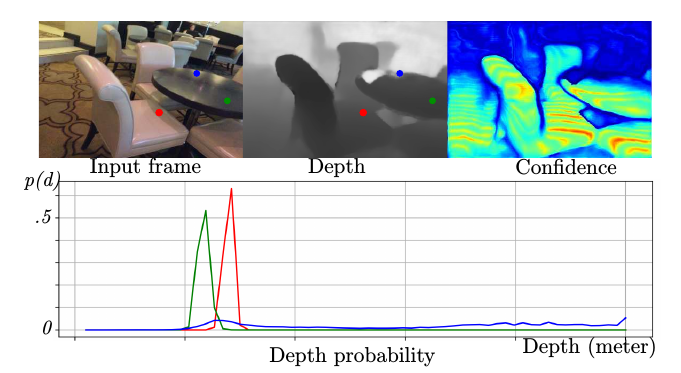 Input frame
Depth
Confidence
p(d)
.5
0
Depth (meter)
Depth probability